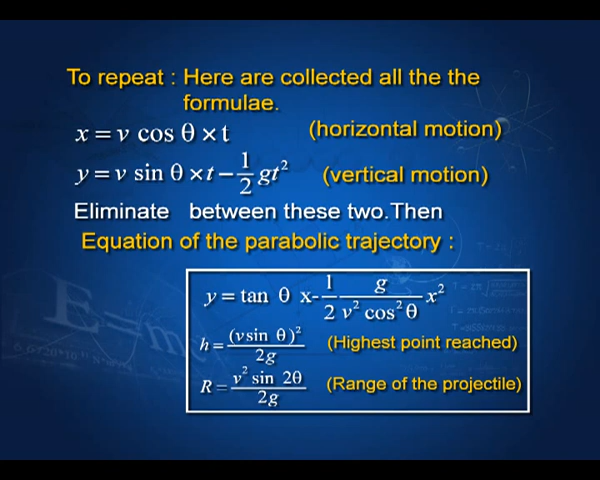 To repeat : Here are collected all the the
formulae.
x = v cos θ × t (horizontal motion)
y = v sin θ × t − 1/2 gt² (vertical motion)
Eliminate between these two.Then
Equation of the parabolic trajectory :
y = tan θ x- 1/2 g/(v² cos² θ) x²
h = (v sin θ)²/2g (Highest point reached)
R = v² sin 2θ/2g (Range of the projectile)
E=m